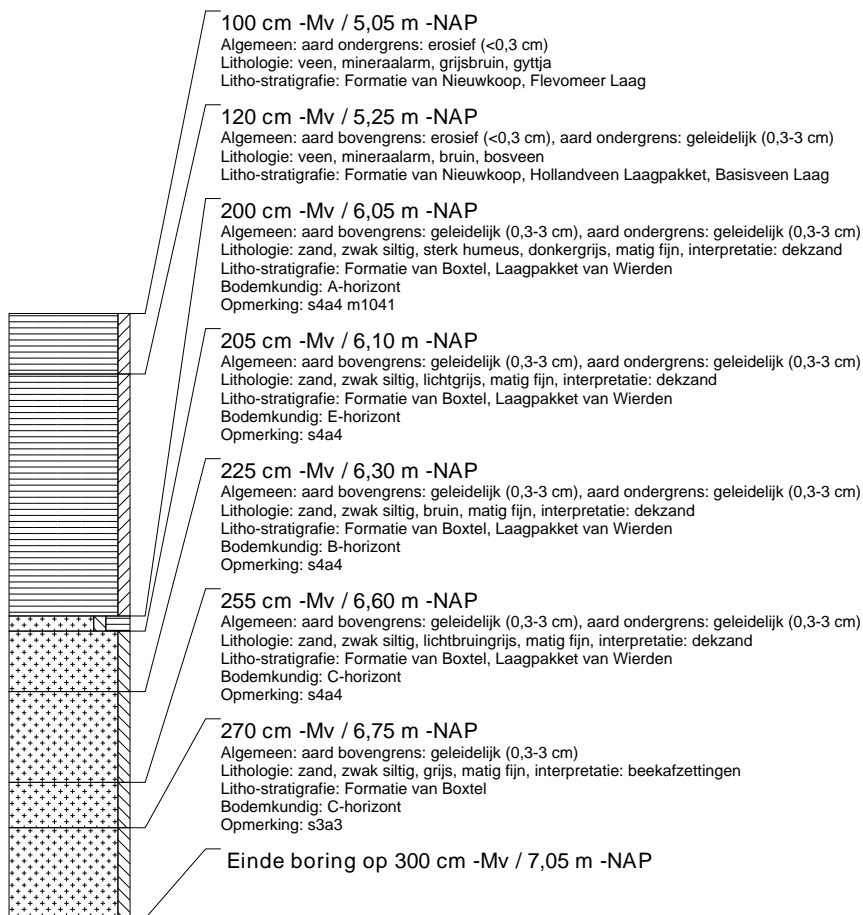 100 cm -Mv / 5,05 m -NAP
Algemeen: aard ondergrens: erosief (<0,3 cm)
Lithologie: veen, mineraalarm, grijsbruin, gyttja
Litho-stratigrafie: Formatie van Nieuwkoop, Flevomeer Laag
120 cm -Mv / 5,25 m -NAP
Algemeen: aard bovengrens: erosief (<0,3 cm), aard ondergrens: geleidelijk (0,3-3 cm)
Lithologie: veen, mineraalarm, bruin, bosveen
Litho-stratigrafie: Formatie van Nieuwkoop, Hollandveen Laagpakket, Basisveen Laag
200 cm -Mv / 6,05 m -NAP
Algemeen: aard bovengrens: geleidelijk (0,3-3 cm), aard ondergrens: geleidelijk (0,3-3 cm)
Lithologie: zand, zwak siltig, sterk humeus, donkergrijs, matig fijn, interpretatie: dekzand
Litho-stratigrafie: Formatie van Boxtel, Laagpakket van Wierden
Bodemkundig: A-horizont
Opmerking: s4a4 m1041
205 cm -Mv / 6,10 m -NAP
Algemeen: aard bovengrens: geleidelijk (0,3-3 cm), aard ondergrens: geleidelijk (0,3-3 cm)
Lithologie: zand, zwak siltig, lichtgrijs, matig fijn, interpretatie: dekzand
Litho-stratigrafie: Formatie van Boxtel, Laagpakket van Wierden
Bodemkundig: E-horizont
Opmerking: s4a4
225 cm -Mv / 6,30 m -NAP
Algemeen: aard bovengrens: geleidelijk (0,3-3 cm), aard ondergrens: geleidelijk (0,3-3 cm)
Lithologie: zand, zwak siltig, bruin, matig fijn, interpretatie: dekzand
Litho-stratigrafie: Formatie van Boxtel, Laagpakket van Wierden
Bodemkundig: B-horizont
Opmerking: s4a4
255 cm -Mv / 6,60 m -NAP
Algemeen: aard bovengrens: geleidelijk (0,3-3 cm), aard ondergrens: geleidelijk (0,3-3 cm)
Lithologie: zand, zwak siltig, lichtbruingrijs, matig fijn, interpretatie: dekzand
Litho-stratigrafie: Formatie van Boxtel, Laagpakket van Wierden
Bodemkundig: C-horizont
Opmerking: s4a4
270 cm -Mv / 6,75 m -NAP
Algemeen: aard bovengrens: geleidelijk (0,3-3 cm)
Lithologie: zand, zwak siltig, grijs, matig fijn, interpretatie: beekafzettingen
Litho-stratigrafie: Formatie van Boxtel
Bodemkundig: C-horizont
Opmerking: s3a3
Einde boring op 300 cm -Mv / 7,05 m -NAP